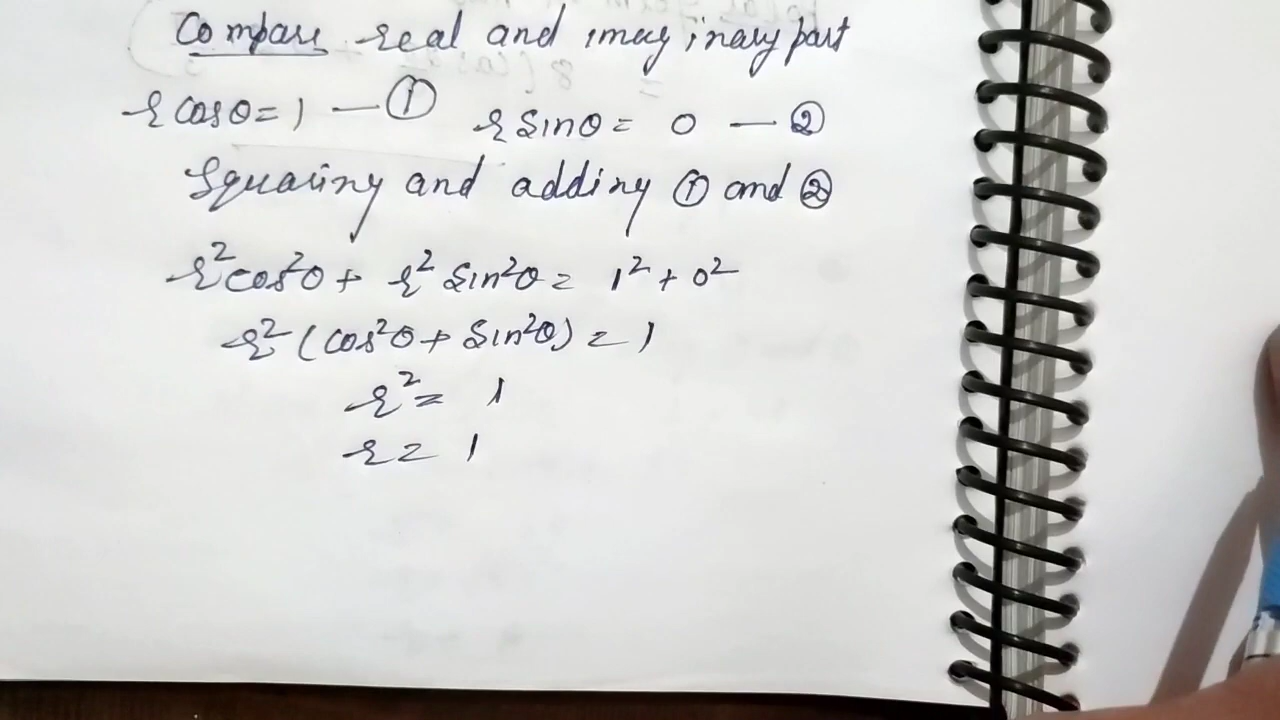 Compare real and imaginary part
r cosθ = 1 — ① r sinθ = 0 — ②
Squaring and adding ① and ②
r²cos²θ + r² sin²θ = 1² + 0²
r² (cos²θ + sin²θ) = 1
r² = 1
r = 1